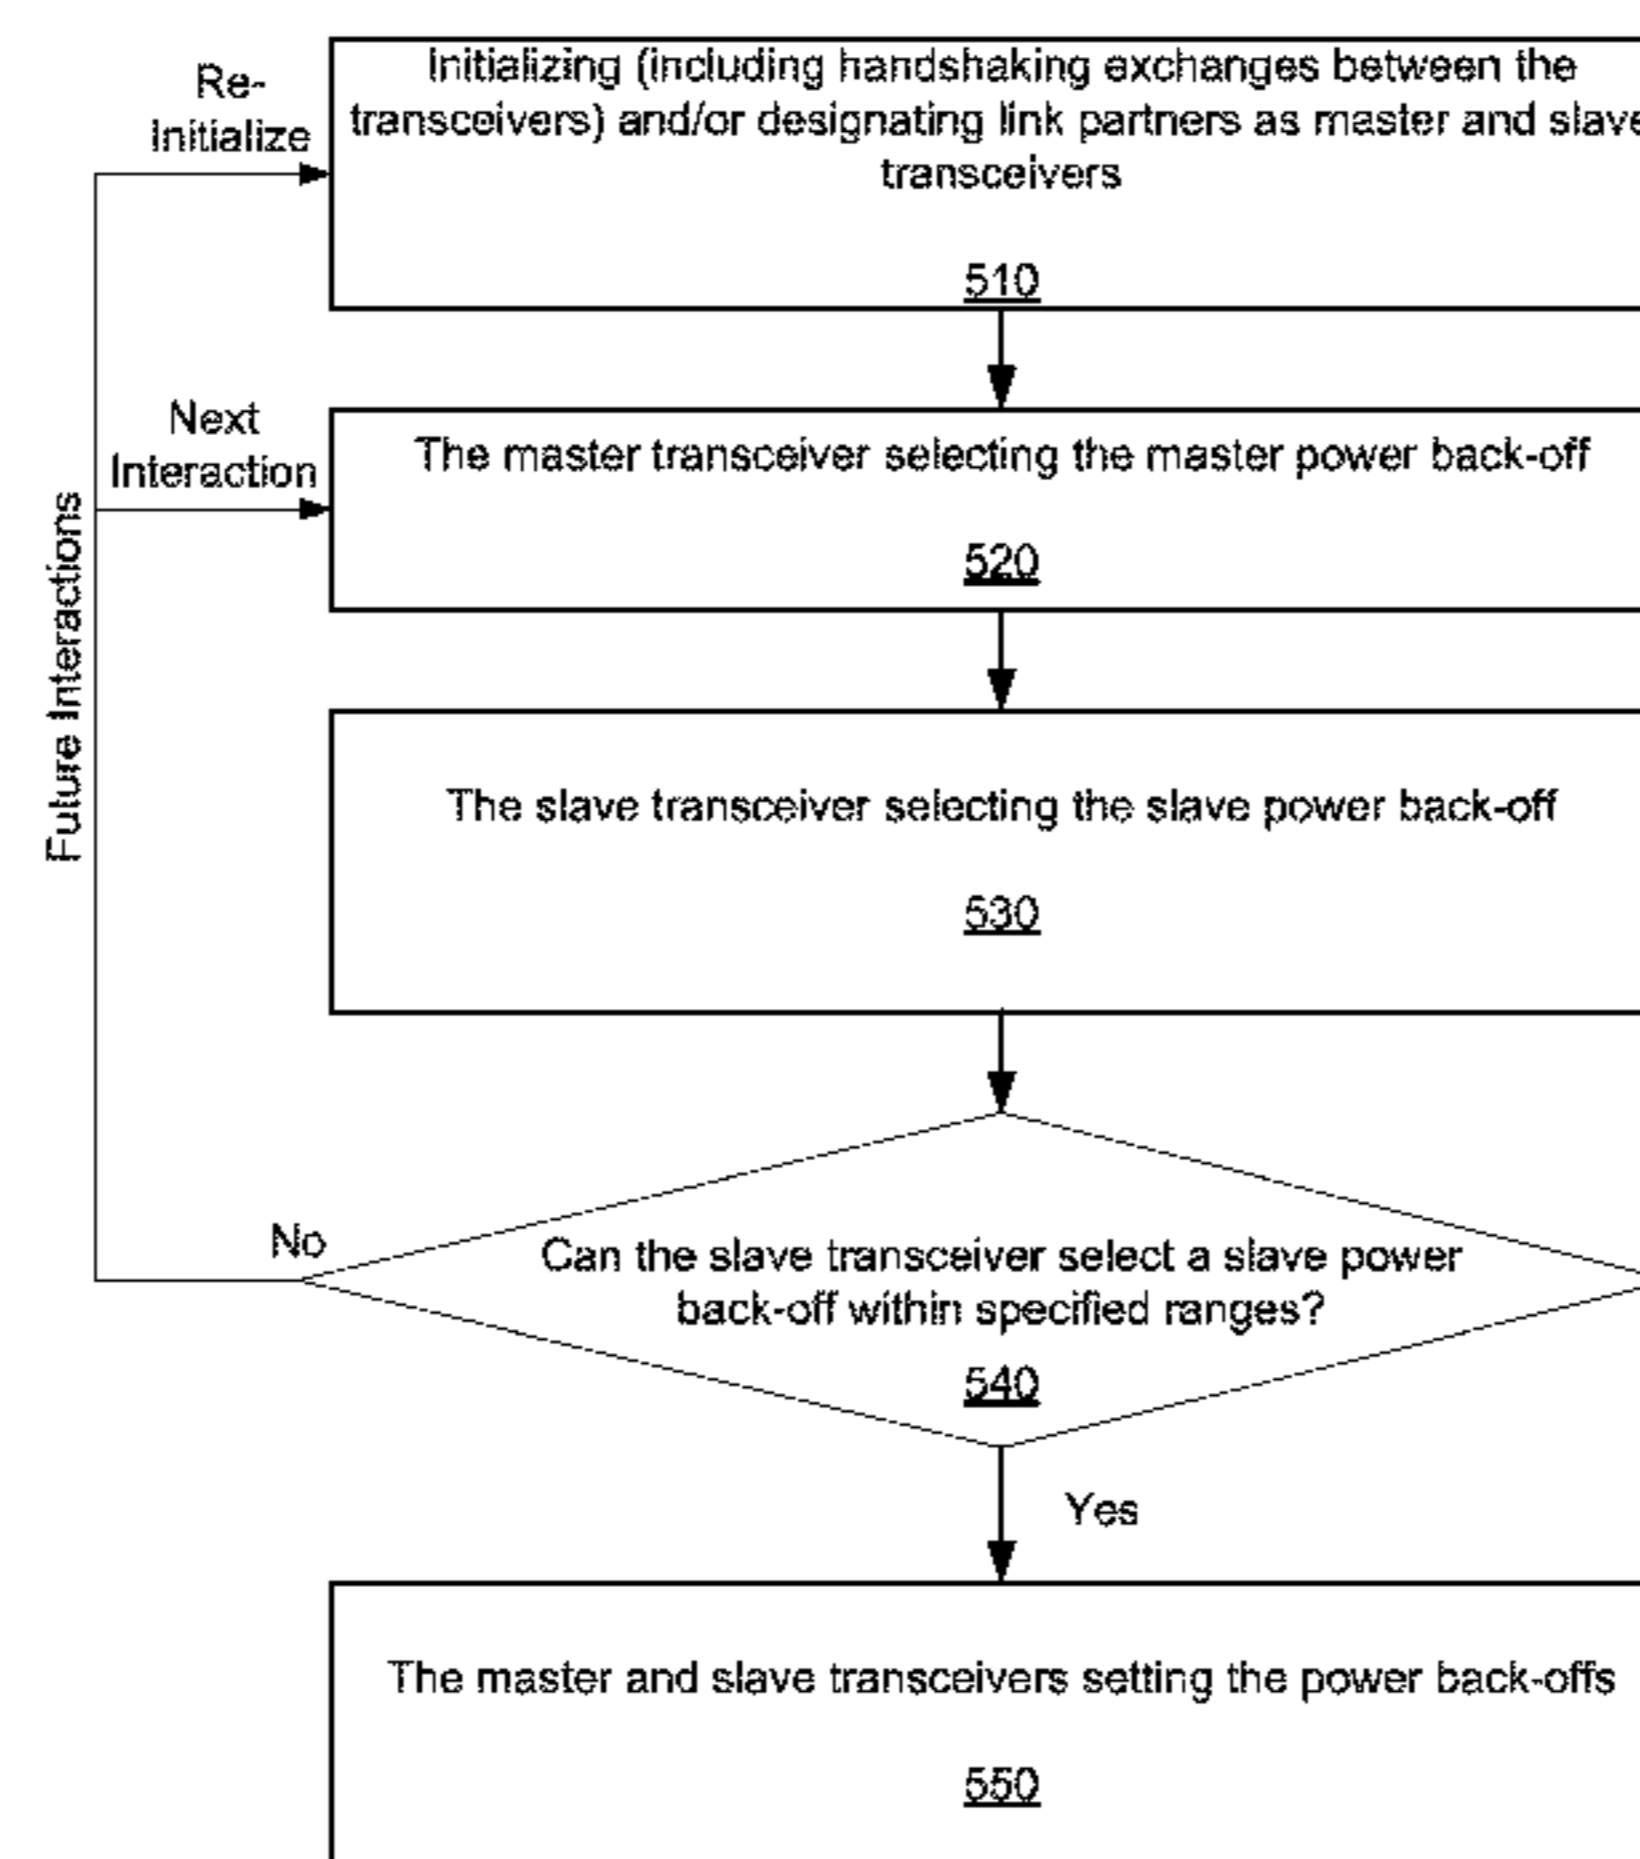 Re-
Initialize
Initializing (including handshaking exchanges between the
transceivers) and/or designating link partners as master and slave
transceivers
510
Next
Interaction
The master transceiver selecting the master power back-off
520
Future Interactions
The slave transceiver selecting the slave power back-off
530
No
Can the slave transceiver select a slave power
back-off within specified ranges?
540
Yes
The master and slave transceivers setting the power back-offs
550